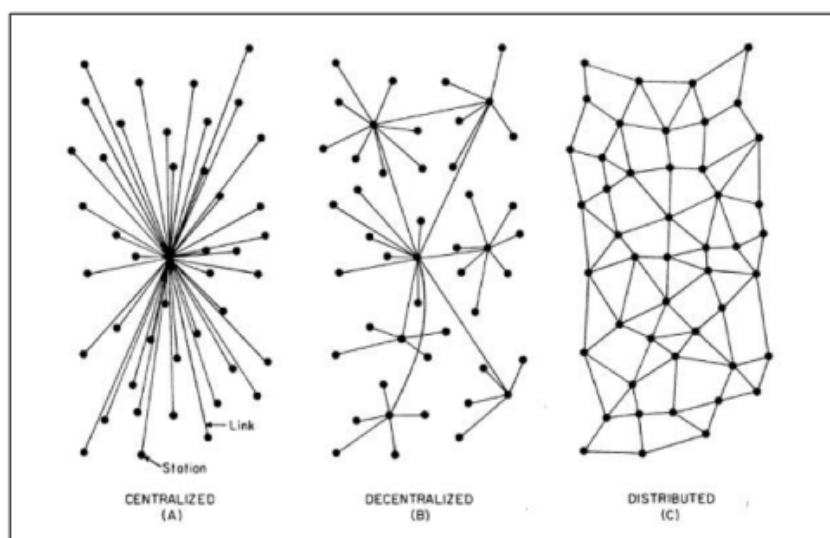 Link
Station
CENTRALIZED
(A)
DECENTRALIZED
(B)
DISTRIBUTED
(C)